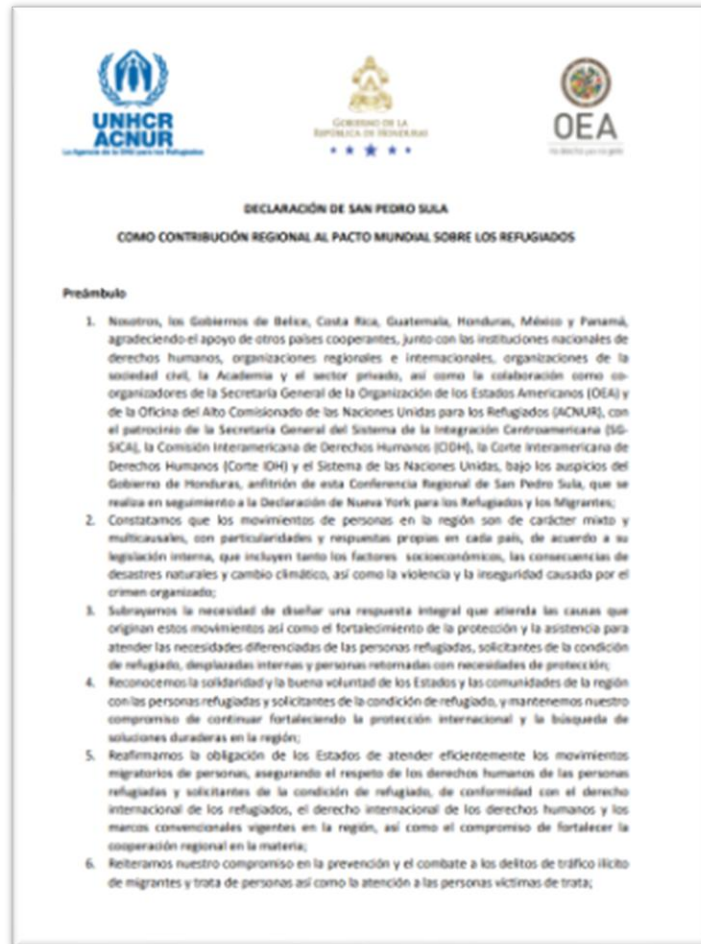 UNHCR
ACNUR
La Agencia de la ONU para los Refugiados
GOBIERNO DE LA
REPÚBLICA DE HONDURAS
OEA
DECLARACIÓN DE SAN PEDRO SULA
COMO CONTRIBUCIÓN REGIONAL AL PACTO MUNDIAL SOBRE LOS REFUGIADOS
Preámbulo
1. Nosotros, los Gobiernos de Belice, Costa Rica, Guatemala, Honduras, México y Panamá,
agradeciendo el apoyo de otros países cooperantes, junto con las instituciones nacionales de
derechos humanos, organizaciones regionales e internacionales, organizaciones de la
sociedad civil, la Academia y el sector privado, así como la colaboración como co-
organizadores de la Secretaría General de la Organización de los Estados Americanos (OEA) y
de la Oficina del Alto Comisionado de las Naciones Unidas para los Refugiados (ACNUR), con
el patrocinio de la Secretaría General del Sistema de la Integración Centroamericana (SG-
SICA), la Comisión Interamericana de Derechos Humanos (CIDH), la Corte Interamericana de
Derechos Humanos (Corte IDH) y el Sistema de las Naciones Unidas, bajo los auspicios del
Gobierno de Honduras, anfitrión de esta Conferencia Regional de San Pedro Sula, que se
realiza en seguimiento a la Declaración de Nueva York para los Refugiados y los Migrantes;
2. Constatamos que los movimientos de personas en la región son de carácter mixto y
multicausales, con particularidades y respuestas propias en cada país, de acuerdo a su
legislación interna, que incluyen tanto los factores socioeconómicos, las consecuencias de
desastres naturales y cambio climático, así como la violencia y la inseguridad causada por el
crimen organizado;
3. Subrayamos la necesidad de diseñar una respuesta integral que atienda las causas que
originan estos movimientos así como el fortalecimiento de la protección y la asistencia para
atender las necesidades diferenciadas de las personas refugiadas, solicitantes de la condición
de refugiado, desplazadas internas y personas retornadas con necesidades de protección;
4. Reconocemos la solidaridad y la buena voluntad de los Estados y las comunidades de la región
con las personas refugiadas y solicitantes de la condición de refugiado, y mantenemos nuestro
compromiso de continuar fortaleciendo la protección internacional y la búsqueda de
soluciones duraderas en la región;
5. Reafirmamos la obligación de los Estados de atender eficientemente los movimientos
migratorios de personas, asegurando el respeto de los derechos humanos de las personas
refugiadas y solicitantes de la condición de refugiado, de conformidad con el derecho
internacional de los refugiados, el derecho internacional de los derechos humanos y los
marcos convencionales vigentes en la región, así como el compromiso de fortalecer la
cooperación regional en la materia;
6. Reiteramos nuestro compromiso en la prevención y el combate a los delitos de tráfico ilícito
de migrantes y trata de personas así como la atención a las personas víctimas de trata;